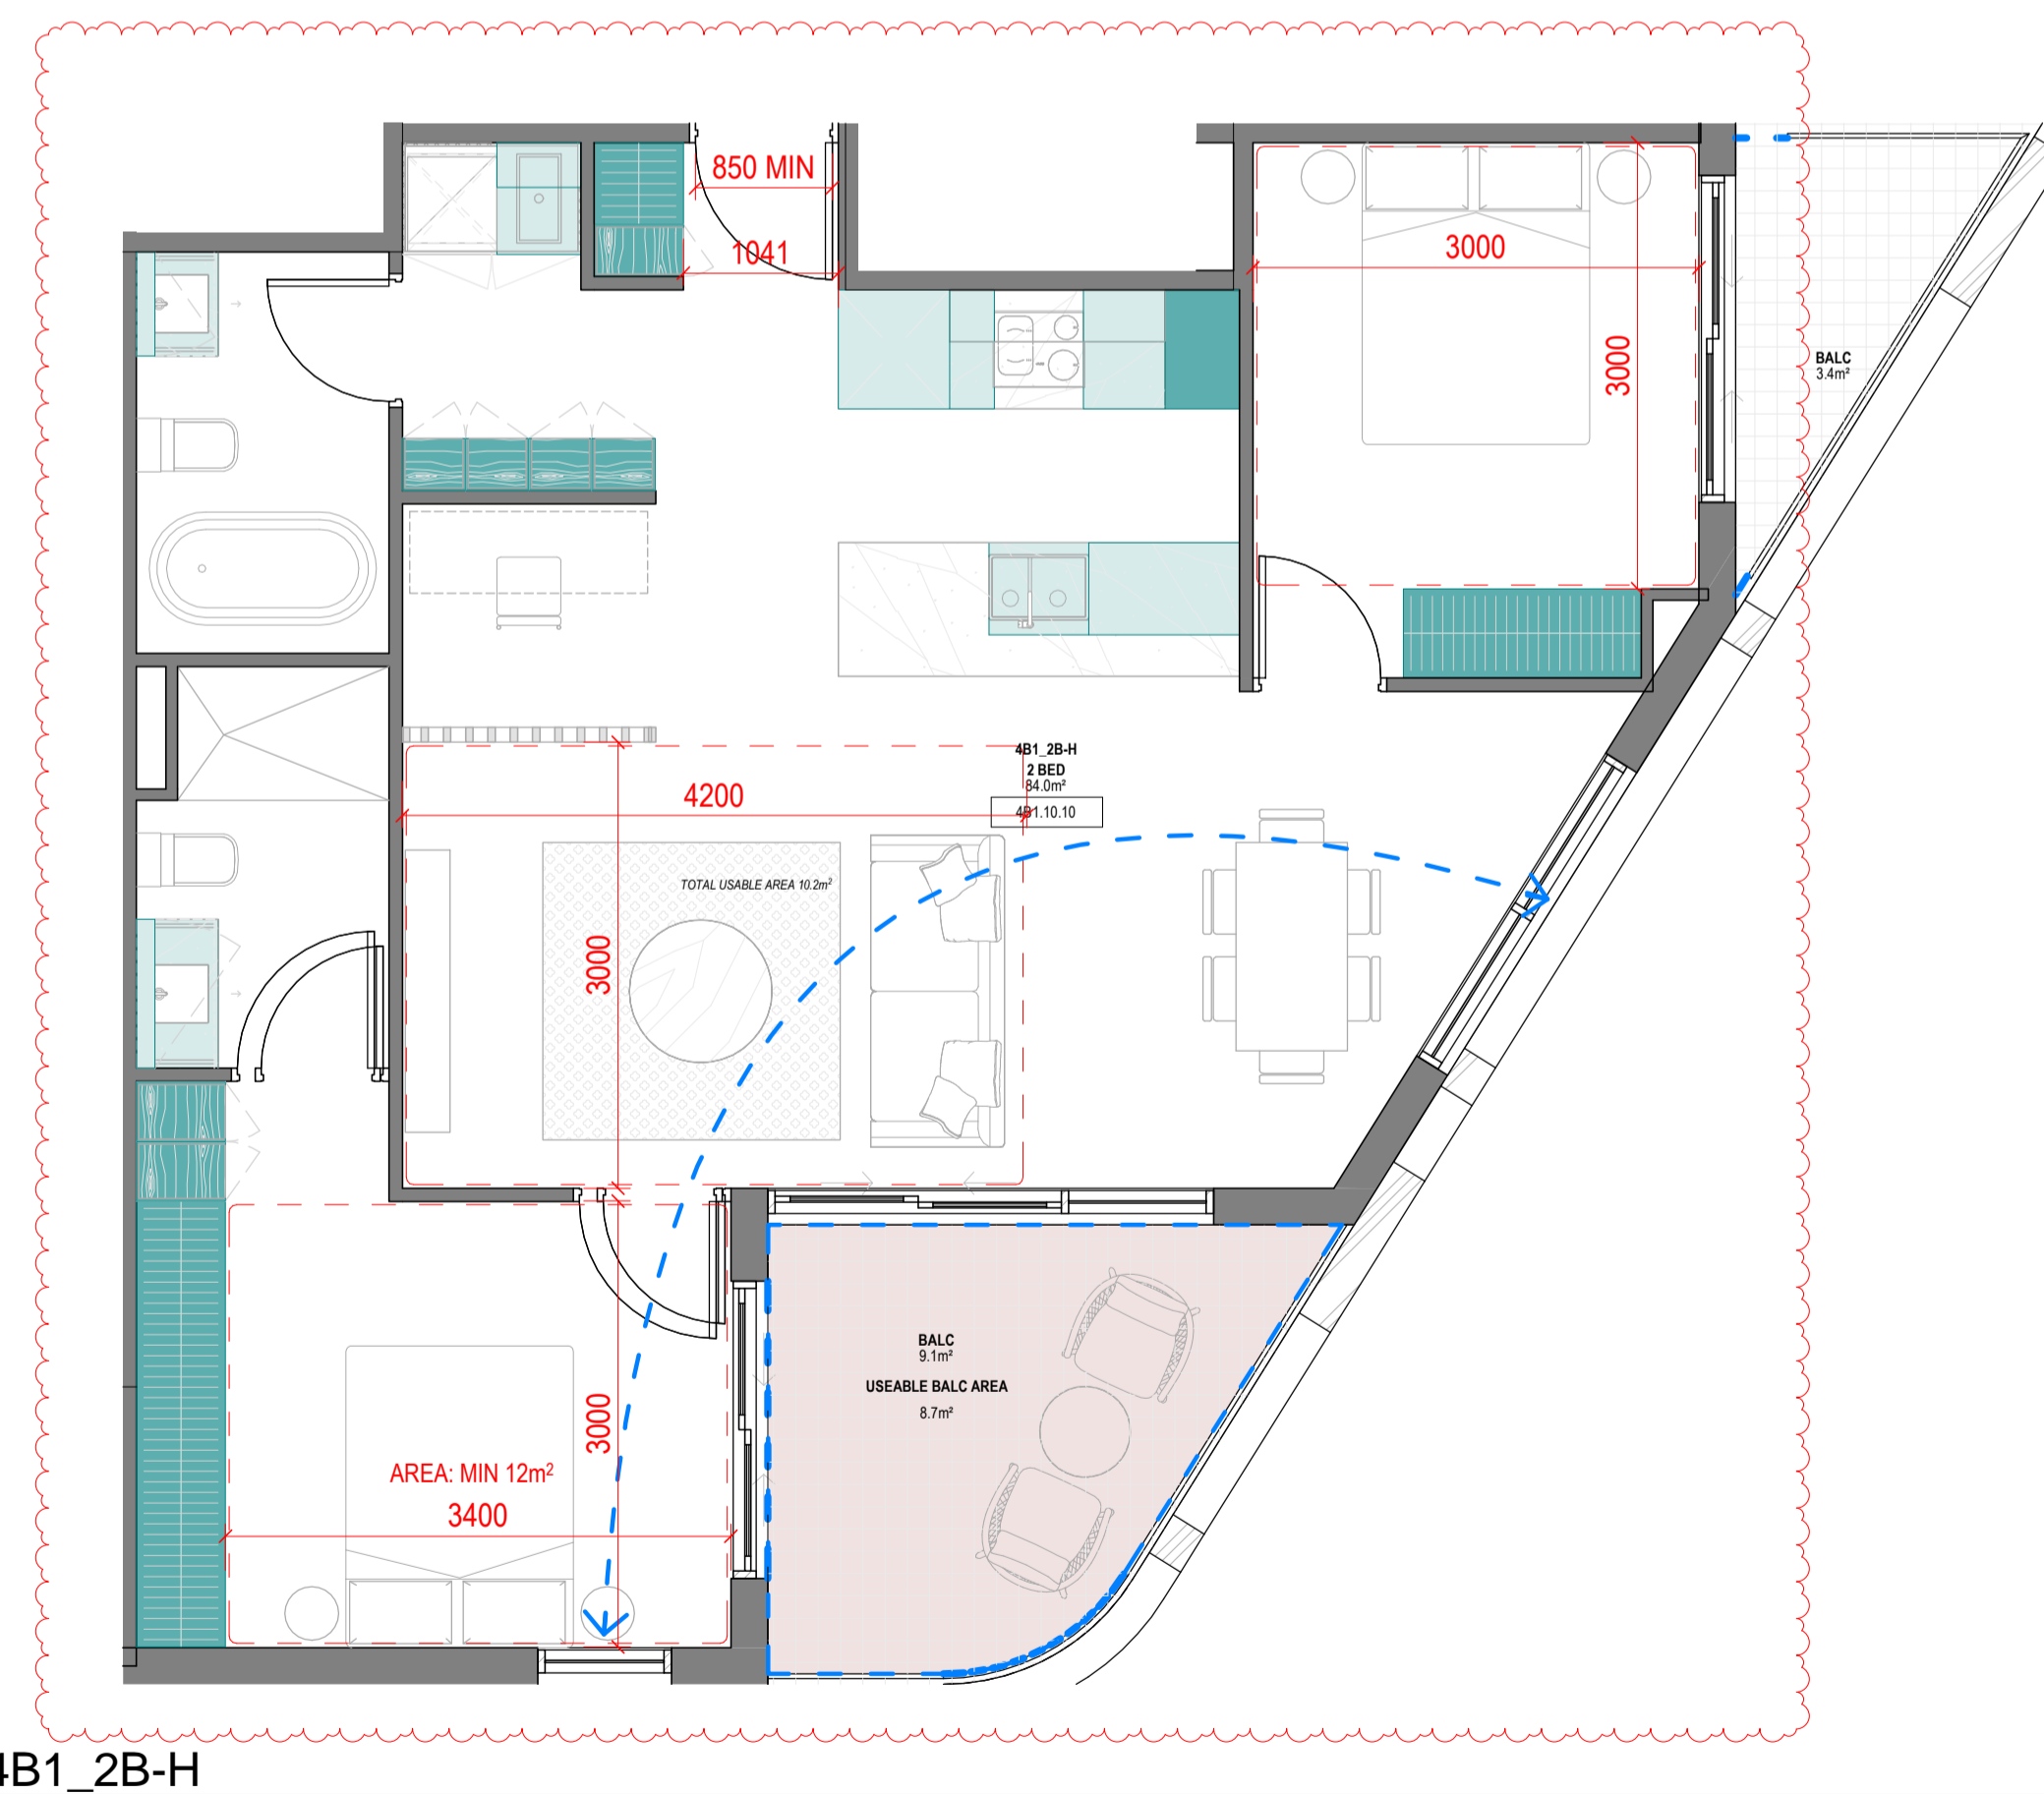 850 MIN
1041
3000
3000
BALC
3.4m²
4B1_2B-H
2 BED
84.0m²
4B1.10.10
4200
TOTAL USABLE AREA 10.2m²
3000
BALC
9.1m²
USEABLE BALC AREA
8.7m²
3000
AREA: MIN 12m²
3400
4B1_2B-H